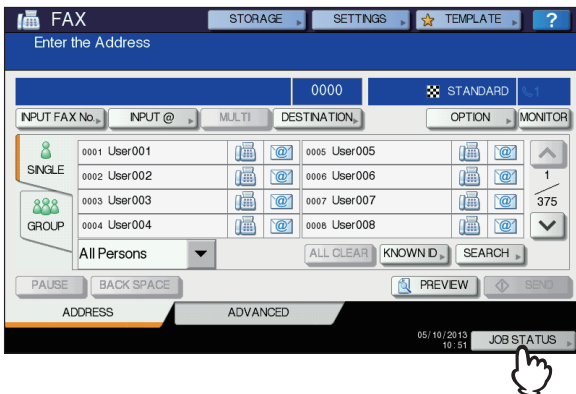 FAX STORAGE SETTINGS TEMPLATE ?
Enter the Address
0000 STANDARD 1
INPUT FAX No. INPUT @ MULTI DESTINATION OPTION MONITOR
SINGLE
GROUP
0001 User001
0002 User002
0003 User003
0004 User004
0005 User005
0006 User006
0007 User007
0008 User008
1
375
All Persons ALL CLEAR KNOWN ID SEARCH
PAUSE BACK SPACE PREVIEW SEND
ADDRESS ADVANCED
05/10/2013
10:51
JOB STATUS